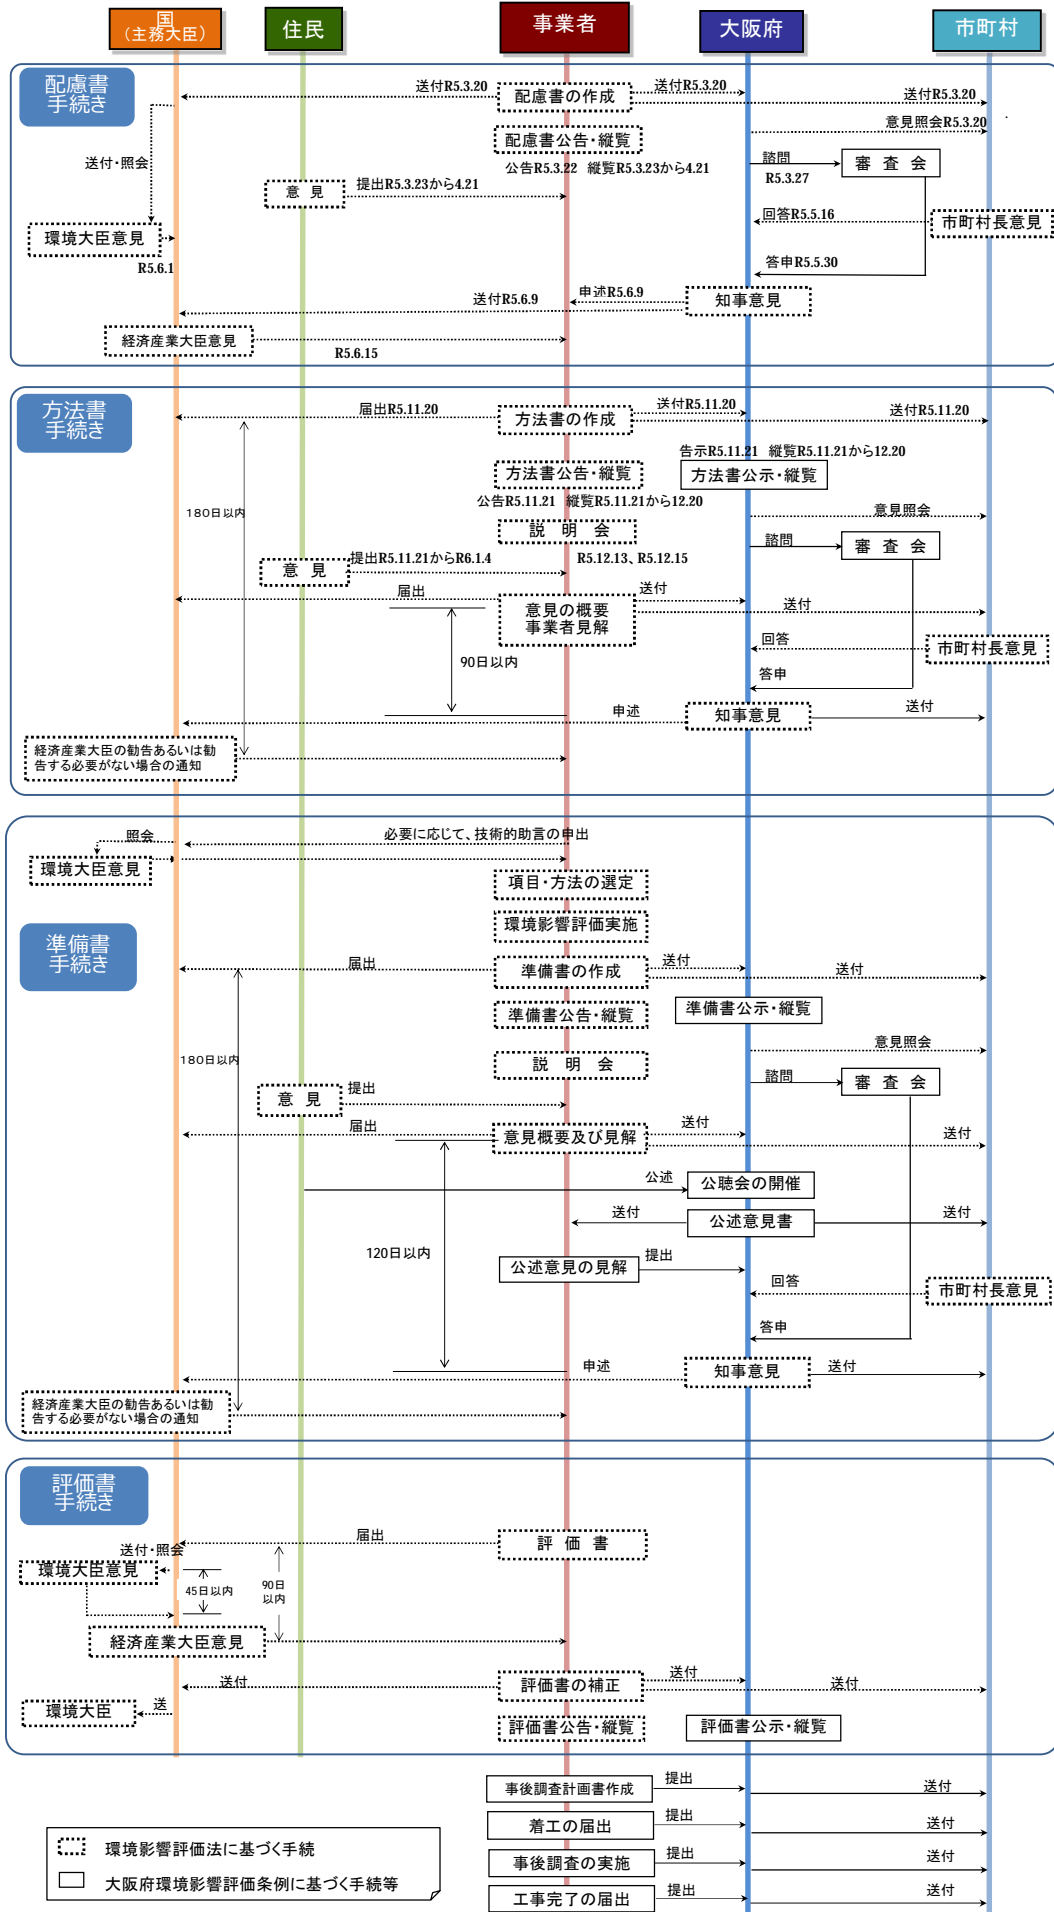 国
(主務大臣)
住民
事業者
大阪府
市町村
配慮書
手続き
送付R5.3.20
配慮書の作成
送付R5.3.20
送付R5.3.20
意見照会R5.3.20
配慮書公告・縦覧
送付・照会
公告R5.3.22 縦覧R5.3.23から4.21
諮問
R5.3.27
審査会
意見
提出R5.3.23から4.21
回答R5.5.16
市町村長意見
環境大臣意見
R5.6.1
答申R5.5.30
送付R5.6.9
申述R5.6.9
知事意見
経済産業大臣意見
R5.6.15
方法書
手続き
届出R5.11.20
方法書の作成
送付R5.11.20
送付R5.11.20
告示R5.11.21 縦覧R5.11.21から12.20
方法書公告・縦覧
方法書公示・縦覧
公告R5.11.21 縦覧R5.11.21から12.20
180日以内
意見照会
説明会
諮問
審査会
意見
提出R5.11.21からR6.1.4
R5.12.13、R5.12.15
届出
意見の概要
事業者見解
送付
送付
90日以内
回答
市町村長意見
答申
申述
知事意見
送付
経済産業大臣の勧告あるいは勧
告する必要がない場合の通知
照会
必要に応じて、技術的助言の申出
環境大臣意見
項目・方法の選定
環境影響評価実施
準備書
手続き
届出
準備書の作成
送付
送付
準備書公告・縦覧
準備書公示・縦覧
180日以内
意見照会
説明会
諮問
審査会
意見
提出
届出
意見概要及び見解
送付
送付
公述
公聴会の開催
送付
公述意見書
送付
120日以内
公述意見の見解
提出
回答
市町村長意見
答申
申述
知事意見
送付
経済産業大臣の勧告あるいは勧
告する必要がない場合の通知
評価書
手続き
届出
評価書
送付・照会
環境大臣意見
45日以内
90日
以内
経済産業大臣意見
送付
評価書の補正
送付
送付
環境大臣
送
評価書公告・縦覧
評価書公示・縦覧
事後調査計画書作成
提出
送付
着工の届出
提出
送付
事後調査の実施
提出
送付
工事完了の届出
提出
送付
環境影響評価法に基づく手続
大阪府環境影響評価条例に基づく手続等